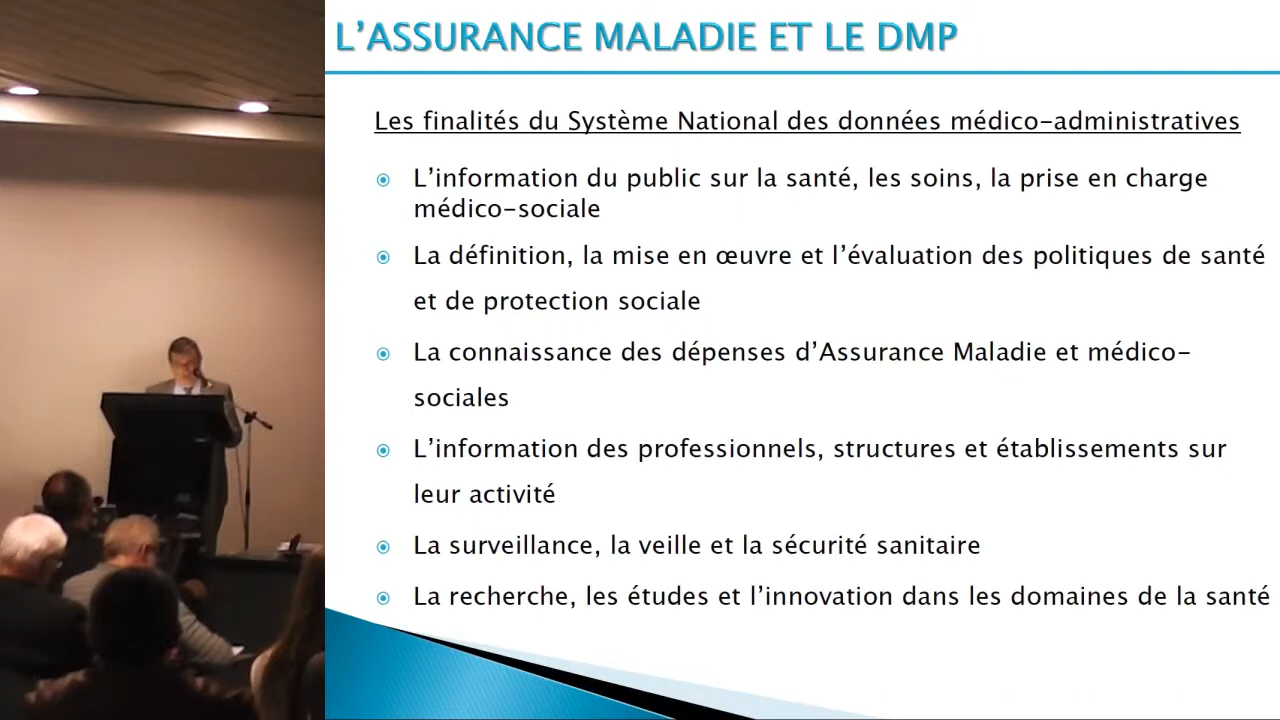 L'ASSURANCE MALADIE ET LE DMP
Les finalités du Système National des données médico-administratives
L'information du public sur la santé, les soins, la prise en charge
médico-sociale
La définition, la mise en œuvre et l'évaluation des politiques de santé
et de protection sociale
La connaissance des dépenses d'Assurance Maladie et médico-
sociales
L'information des professionnels, structures et établissements sur
leur activité
La surveillance, la veille et la sécurité sanitaire
La recherche, les études et l'innovation dans les domaines de la santé